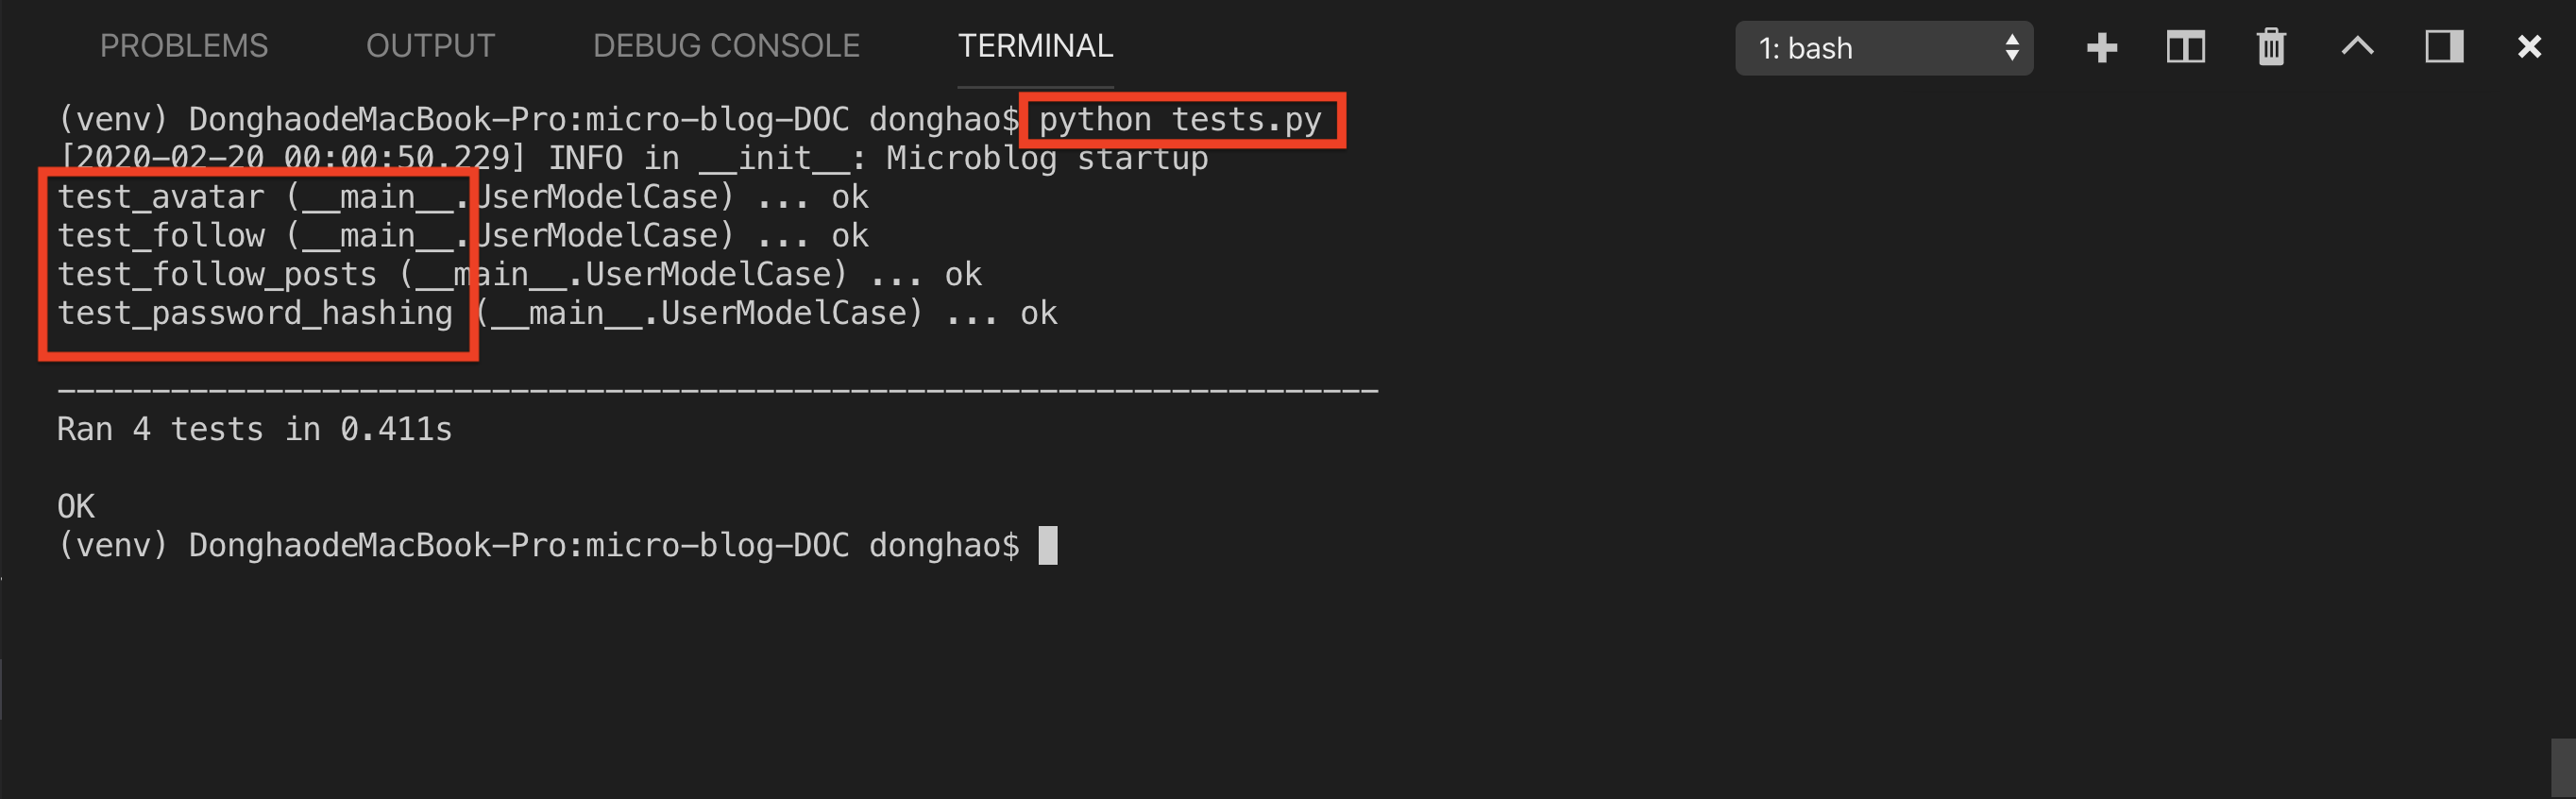 PROBLEMS OUTPUT DEBUG CONSOLE TERMINAL 1: bash
(venv) DonghaodeMacBook-Pro:micro-blog-DOC donghao$ python tests.py
[2020-02-20 00:00:50,229] INFO in __init__: Microblog startup
test_avatar (__main__.UserModelCase) ... ok
test_follow (__main__.UserModelCase) ... ok
test_follow_posts (__main__.UserModelCase) ... ok
test_password_hashing (__main__.UserModelCase) ... ok
----------------------------------------------------------------------
Ran 4 tests in 0.411s
OK
(venv) DonghaodeMacBook-Pro:micro-blog-DOC donghao$